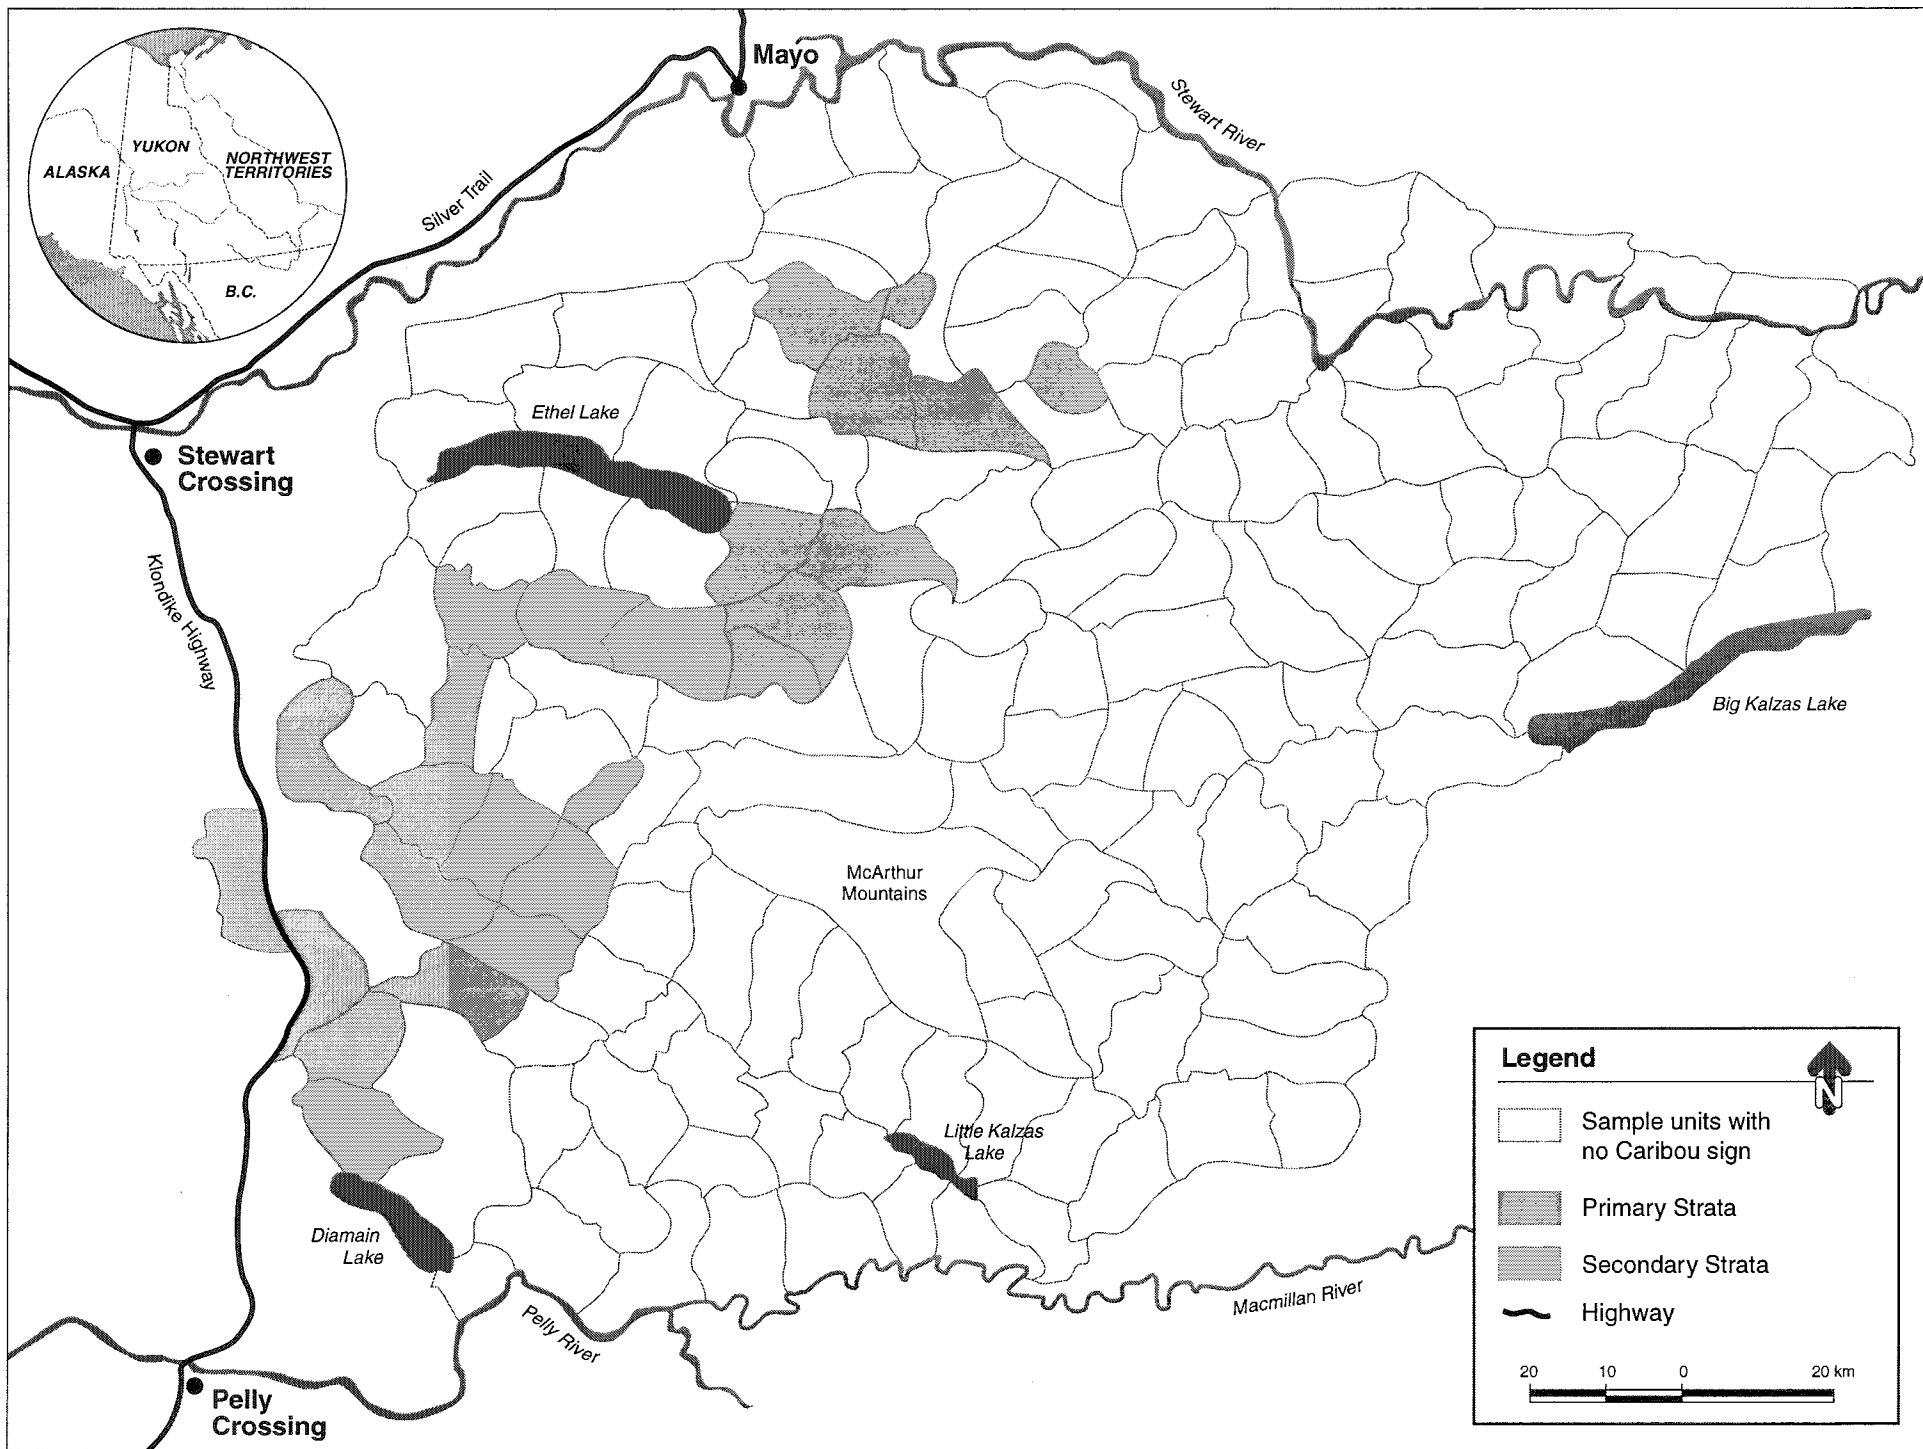 Mayo
Stewart River
YUKON
ALASKA
NORTHWEST
TERRITORIES
B.C.
Silver Trail
Ethel Lake
Stewart
Crossing
Klondike Highway
Big Kalzas Lake
McArthur
Mountains
Little Kalzas
Lake
Diamain
Lake
Pelly River
Macmillan River
Pelly
Crossing
Legend
N
Sample units with
no Caribou sign
Primary Strata
Secondary Strata
Highway
20 10 0 20 km